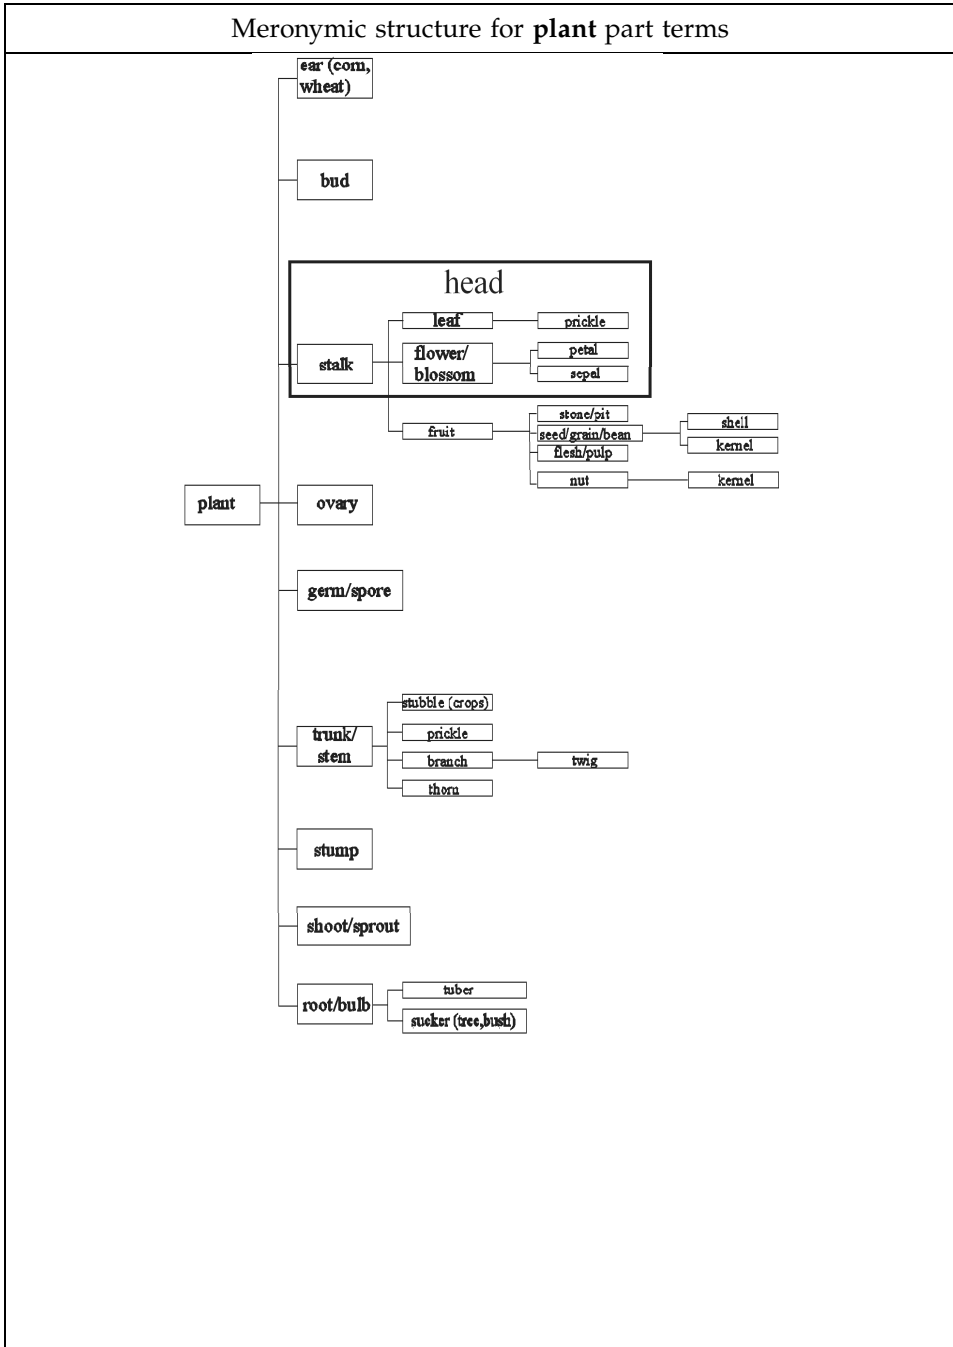 Meronymic structure for plant part terms
ear (corn,
wheat)
bud
head
leaf
prickle
stalk
flower/
blossom
petal
sepal
fruit
stone/pit
seed/grain/bean
flesh/pulp
nut
shell
kernel
kernel
plant
ovary
germ/spore
trunk/
stem
stubble (crops)
prickle
branch
twig
thorn
stump
shoot/sprout
root/bulb
tuber
sucker (tree,bush)